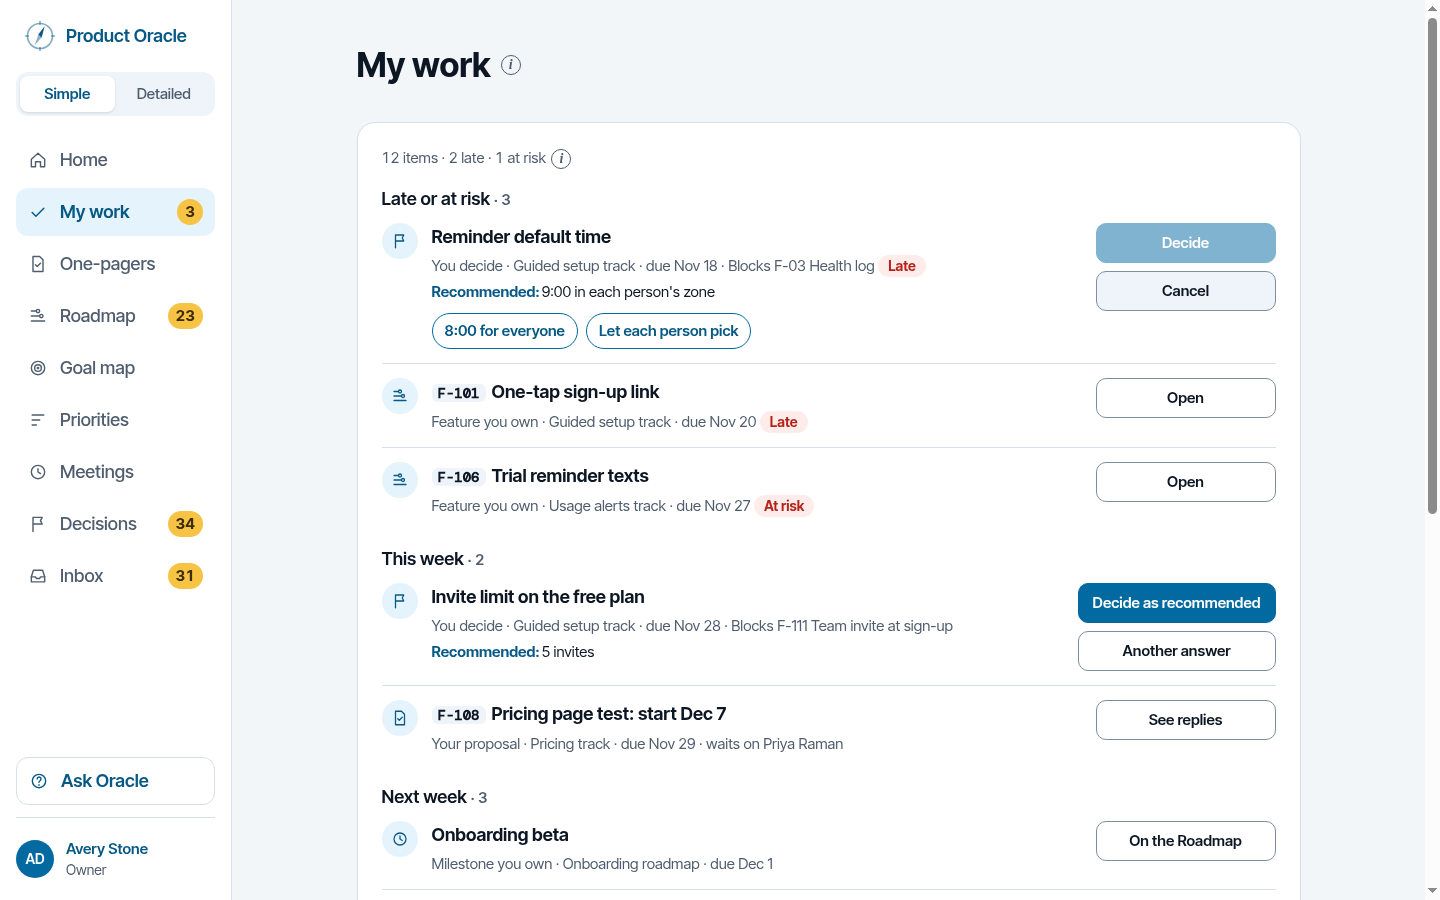 Product Oracle
Simple Detailed
Home
My work 3
One-pagers
Roadmap 23
Goal map
Priorities
Meetings
Decisions 34
Inbox 31
Ask Oracle
AD Avery Stone
Owner
My work i
12 items · 2 late · 1 at risk i
Late or at risk · 3
Reminder default time
You decide · Guided setup track · due Nov 18 · Blocks F-03 Health log Late
Recommended: 9:00 in each person's zone
8:00 for everyone Let each person pick
Decide
Cancel
F-101 One-tap sign-up link
Feature you own · Guided setup track · due Nov 20 Late
Open
F-106 Trial reminder texts
Feature you own · Usage alerts track · due Nov 27 At risk
Open
This week · 2
Invite limit on the free plan
You decide · Guided setup track · due Nov 28 · Blocks F-111 Team invite at sign-up
Recommended: 5 invites
Decide as recommended
Another answer
F-108 Pricing page test: start Dec 7
Your proposal · Pricing track · due Nov 29 · waits on Priya Raman
See replies
Next week · 3
Onboarding beta
Milestone you own · Onboarding roadmap · due Dec 1
On the Roadmap